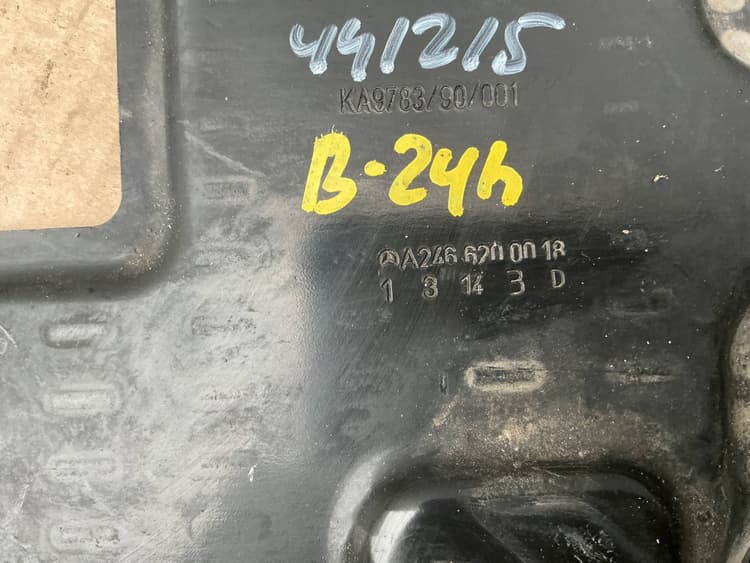 441215
KA9783/90/001
B-24h
A246 620 00 18
1 3 14 3 D